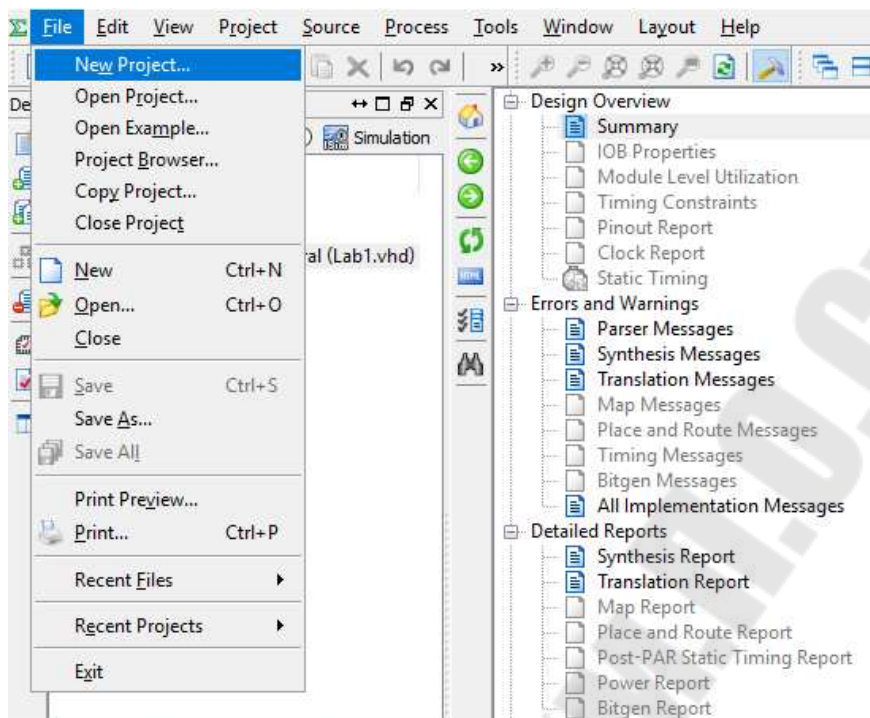 File Edit View Project Source Process Tools Window Layout Help
New Project...
Open Project...
Open Example...
Project Browser...
Copy Project...
Close Project
New Ctrl+N
Open... Ctrl+O
Close
Save Ctrl+S
Save As...
Save All
Print Preview...
Print... Ctrl+P
Recent Files
Recent Projects
Exit
De
Simulation
al (Lab1.vhd)
Design Overview
Summary
IOB Properties
Module Level Utilization
Timing Constraints
Pinout Report
Clock Report
Static Timing
Errors and Warnings
Parser Messages
Synthesis Messages
Translation Messages
Map Messages
Place and Route Messages
Timing Messages
Bitgen Messages
All Implementation Messages
Detailed Reports
Synthesis Report
Translation Report
Map Report
Place and Route Report
Post-PAR Static Timing Report
Power Report
Bitgen Report